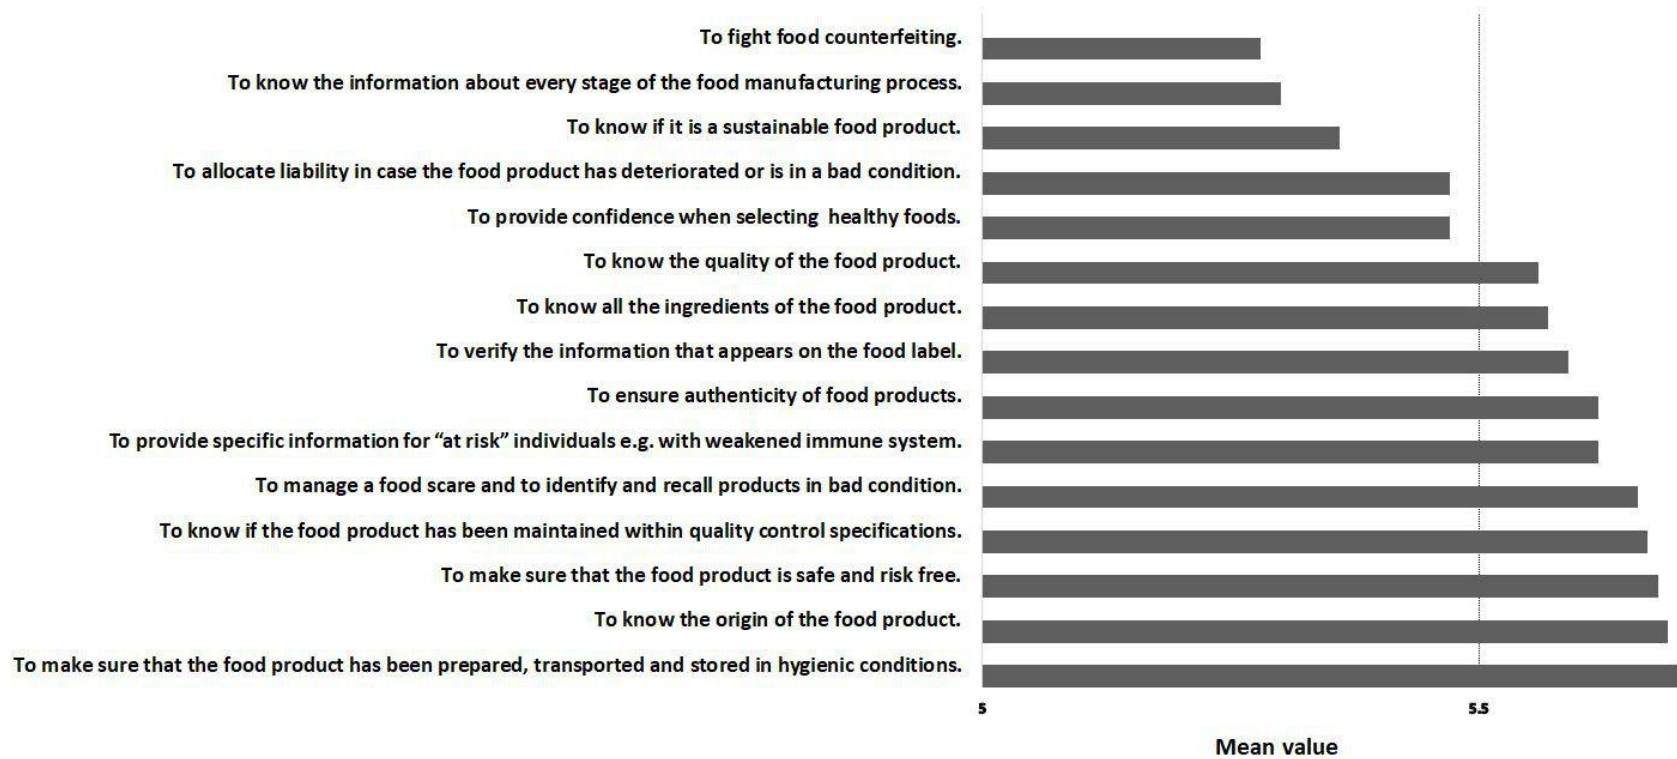 To fight food counterfeiting.
To know the information about every stage of the food manufacturing process.
To know if it is a sustainable food product.
To allocate liability in case the food product has deteriorated or is in a bad condition.
To provide confidence when selecting healthy foods.
To know the quality of the food product.
To know all the ingredients of the food product.
To verify the information that appears on the food label.
To ensure authenticity of food products.
To provide specific information for “at risk” individuals e.g. with weakened immune system.
To manage a food scare and to identify and recall products in bad condition.
To know if the food product has been maintained within quality control specifications.
To make sure that the food product is safe and risk free.
To know the origin of the food product.
To make sure that the food product has been prepared, transported and stored in hygienic conditions.
5 5.5
Mean value